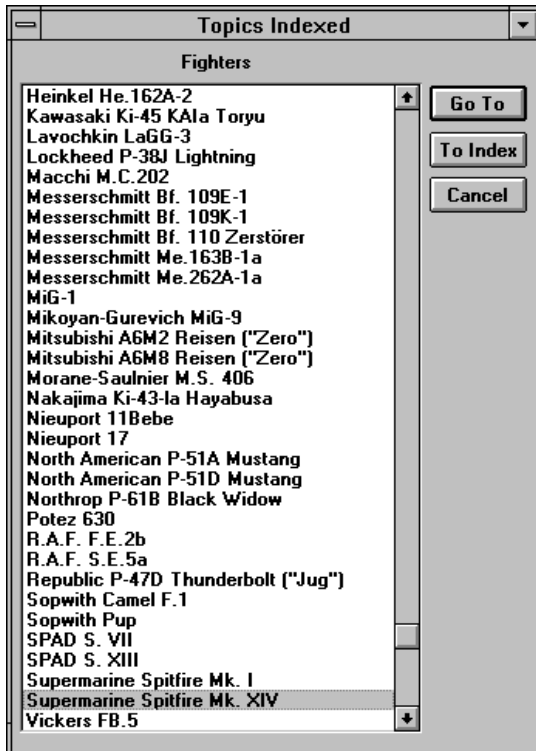 Topics Indexed
Fighters
Heinkel He.162A-2
Kawasaki Ki-45 KAIa Toryu
Lavochkin LaGG-3
Lockheed P-38J Lightning
Macchi M.C.202
Messerschmitt Bf. 109E-1
Messerschmitt Bf. 109K-1
Messerschmitt Bf. 110 Zerstörer
Messerschmitt Me.163B-1a
Messerschmitt Me.262A-1a
MiG-1
Mikoyan-Gurevich MiG-9
Mitsubishi A6M2 Reisen ("Zero")
Mitsubishi A6M8 Reisen ("Zero")
Morane-Saulnier M.S. 406
Nakajima Ki-43-Ia Hayabusa
Nieuport 11Bebe
Nieuport 17
North American P-51A Mustang
North American P-51D Mustang
Northrop P-61B Black Widow
Potez 630
R.A.F. F.E.2b
R.A.F. S.E.5a
Republic P-47D Thunderbolt ("Jug")
Sopwith Camel F.1
Sopwith Pup
SPAD S. VII
SPAD S. XIII
Supermarine Spitfire Mk. I
Supermarine Spitfire Mk. XIV
Vickers FB.5
Go To
To Index
Cancel